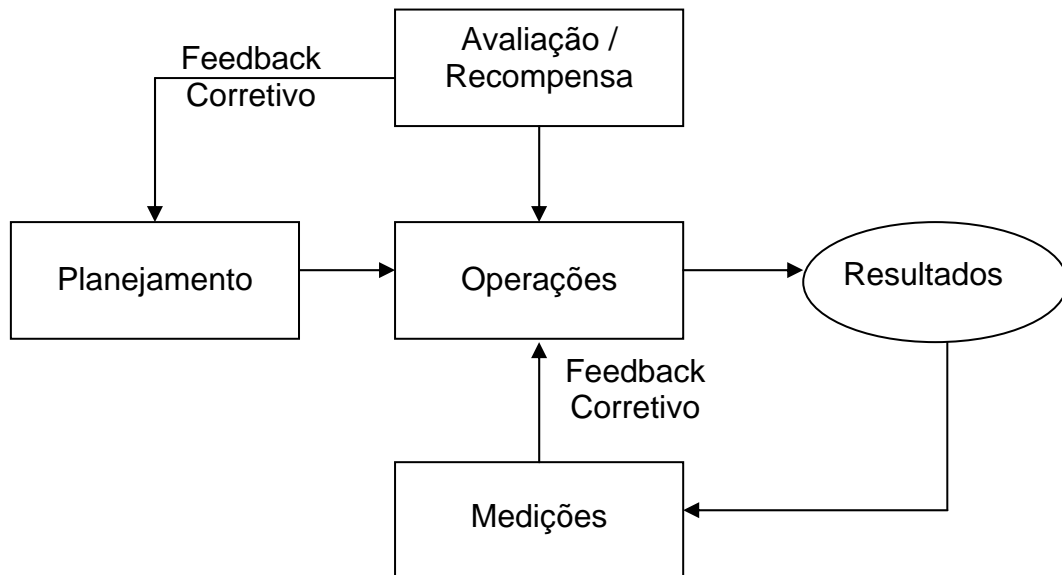 Avaliação /
Recompensa
Feedback
Corretivo
Planejamento
Operações
Resultados
Feedback
Corretivo
Medições